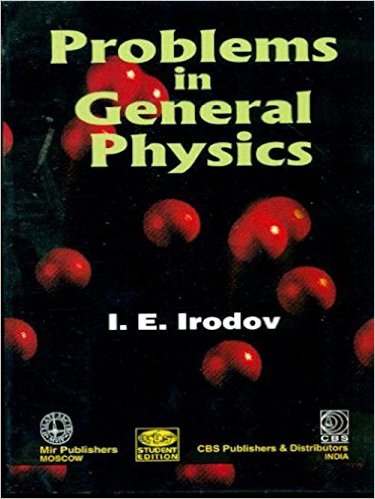 Problems
in
General
Physics
I. E. Irodov
Mir Publishers
MOSCOW
STUDENT
EDITION
CBS Publishers & Distributors
INDIA
CBS